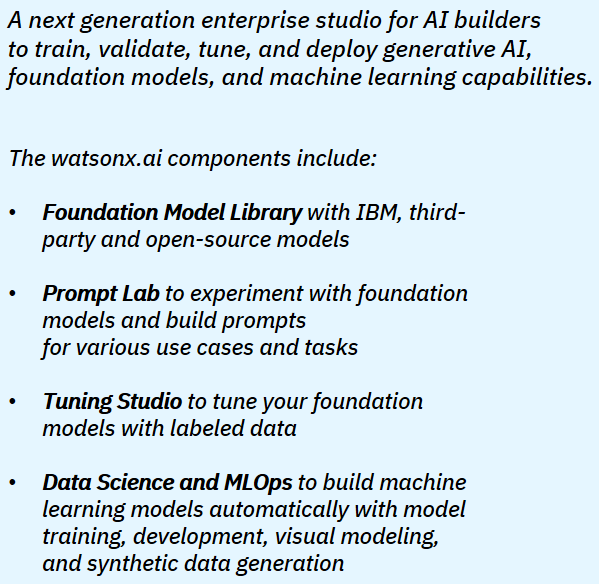 A next generation enterprise studio for AI builders
to train, validate, tune, and deploy generative AI,
foundation models, and machine learning capabilities.
The watsonx.ai components include:
• Foundation Model Library with IBM, third-
party and open-source models
• Prompt Lab to experiment with foundation
models and build prompts
for various use cases and tasks
• Tuning Studio to tune your foundation
models with labeled data
• Data Science and MLOps to build machine
learning models automatically with model
training, development, visual modeling,
and synthetic data generation